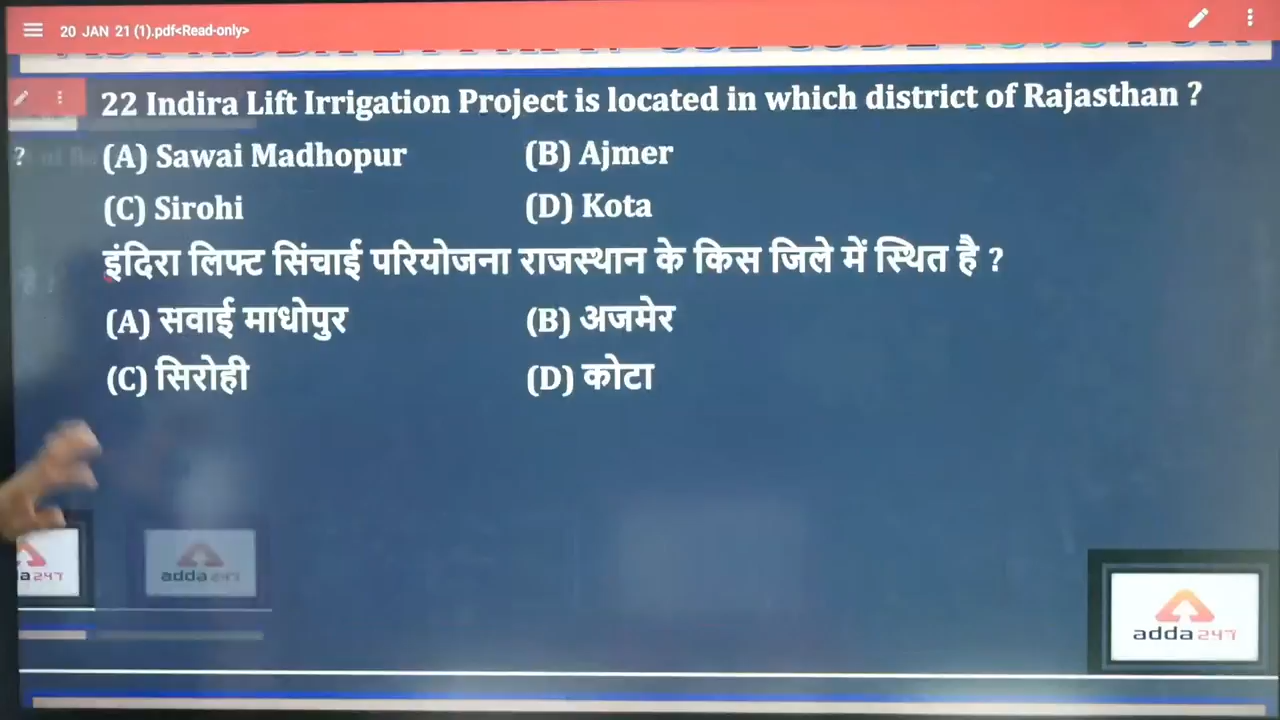 20 JAN 21 (1).pdf<Read-only>
22 Indira Lift Irrigation Project is located in which district of Rajasthan ?
?
(A) Sawai Madhopur (B) Ajmer
(C) Sirohi (D) Kota
इंदिरा लिफ्ट सिंचाई परियोजना राजस्थान के किस जिले में स्थित है ?
(A) सवाई माधोपुर (B) अजमेर
(C) सिरोही (D) कोटा
a 247
adda 247
adda 247